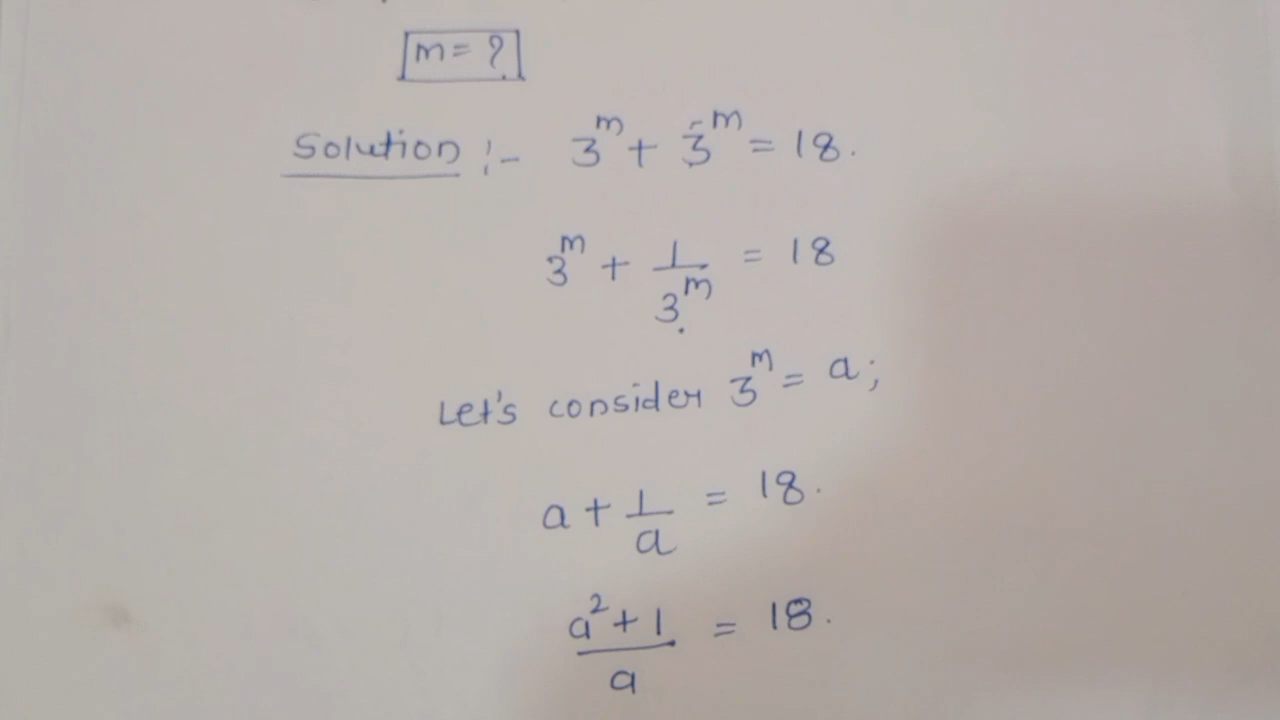 m = ?
Solution :- 3^m + 3^-m = 18.
3^m + 1/3^m = 18
Let's consider 3^m = a;
a + 1/a = 18.
a^2 + 1/a = 18.